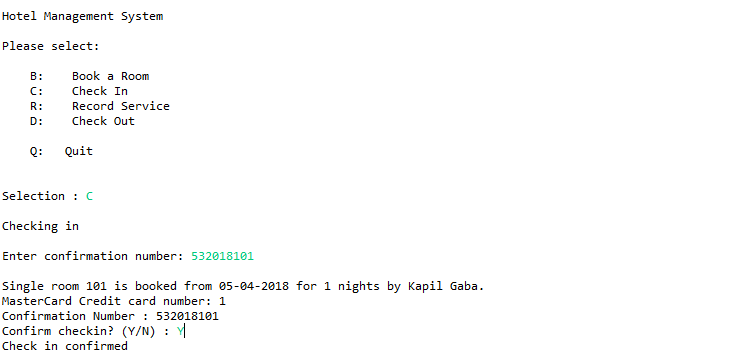 Hotel Management System
Please select:
B: Book a Room
C: Check In
R: Record Service
D: Check Out
Q: Quit
Selection : C
Checking in
Enter confirmation number: 532018101
Single room 101 is booked from 05-04-2018 for 1 nights by Kapil Gaba.
MasterCard Credit card number: 1
Confirmation Number : 532018101
Confirm checkin? (Y/N) : Y
Check in confirmed